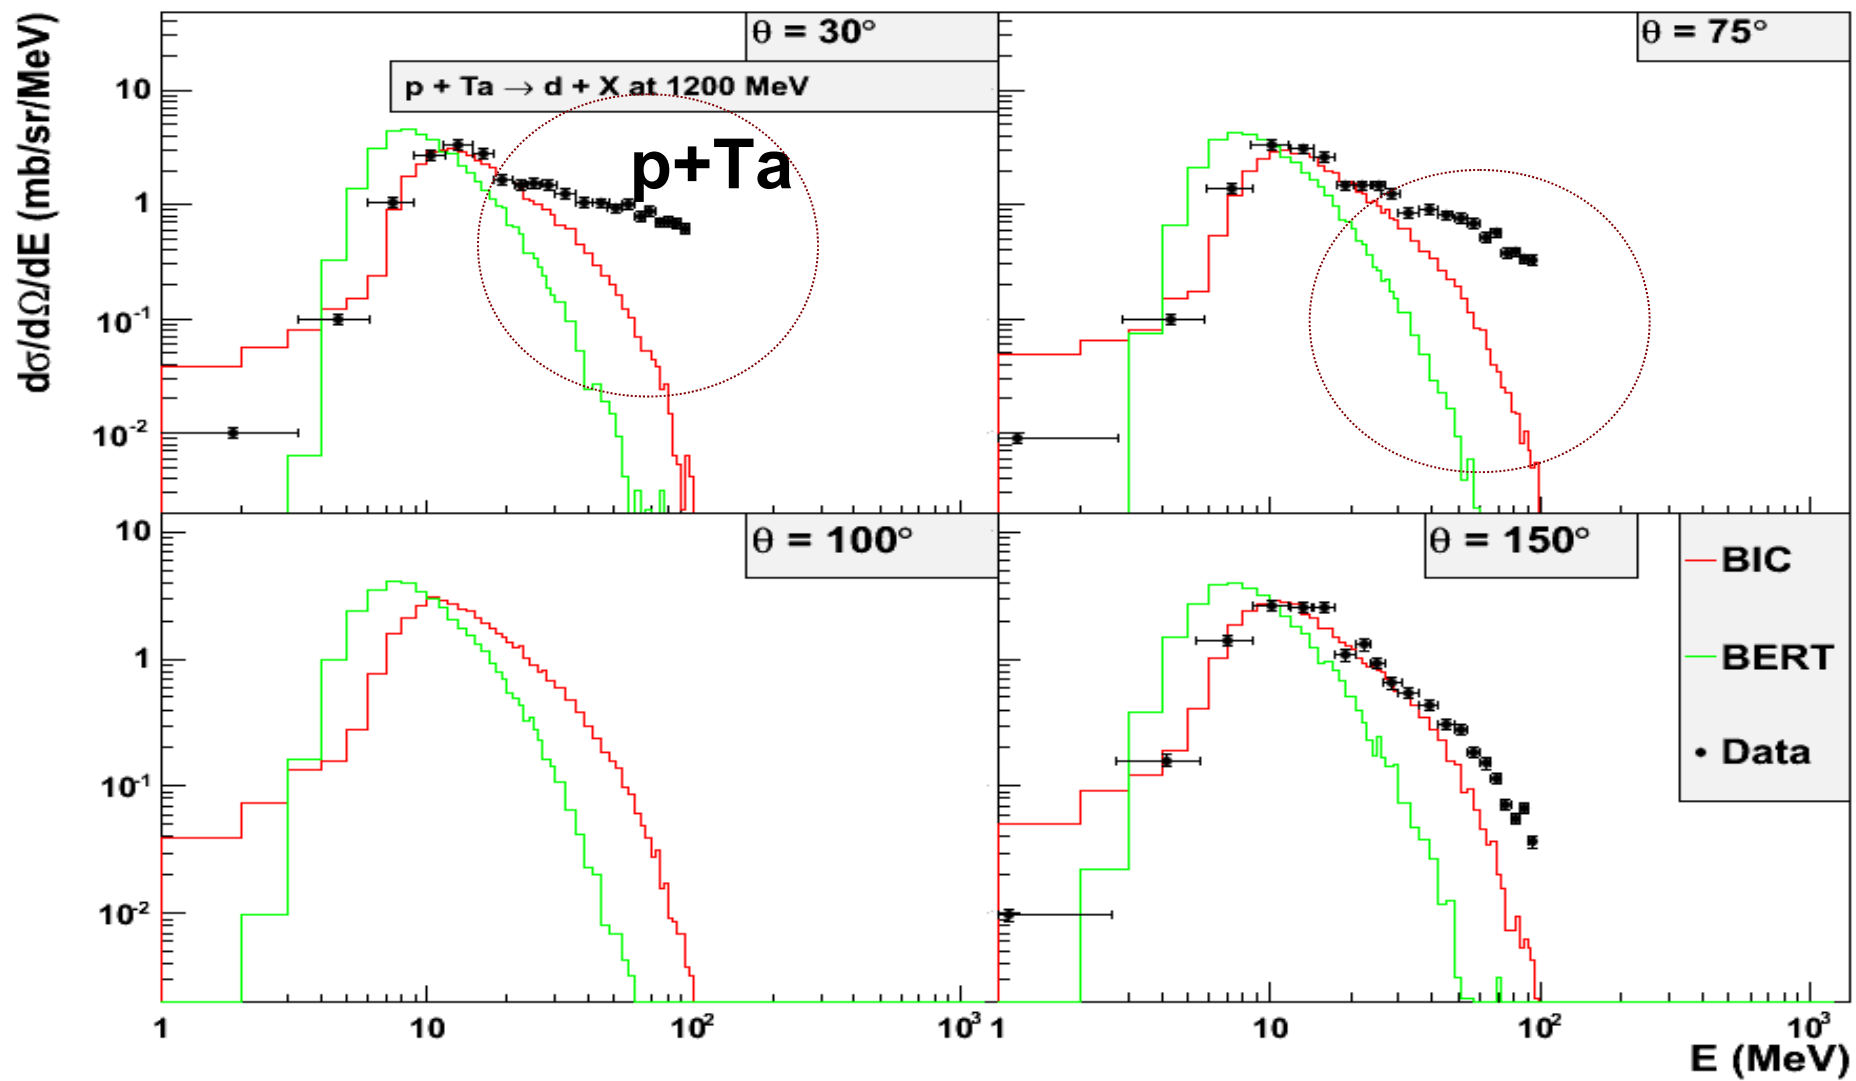 dσ/dΩ/dE (mb/sr/MeV)
θ = 30°
p + Ta → d + X at 1200 MeV
p+Ta
10
1
10⁻¹
10⁻²
θ = 75°
θ = 100°
10
1
10⁻¹
10⁻²
θ = 150°
BIC
BERT
Data
1 10 10² 10³ 1 10 10² 10³
E (MeV)